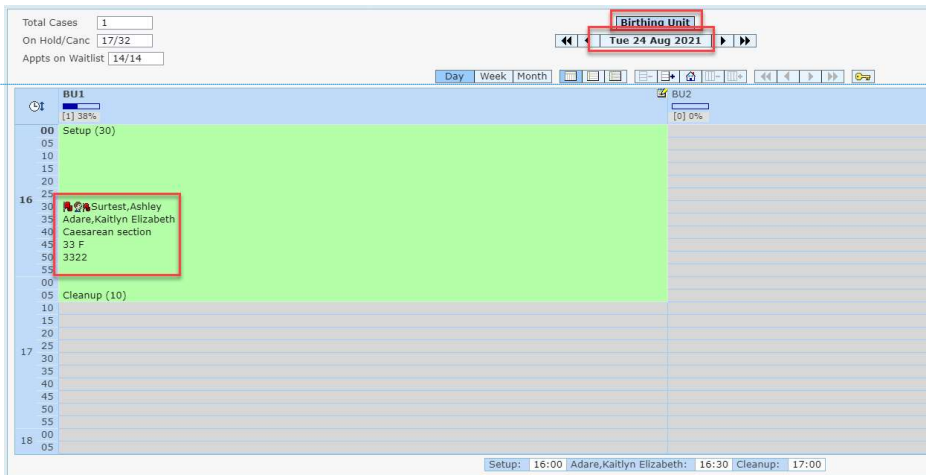 Total Cases 1
Birthing Unit
On Hold/Canc 17/32
Tue 24 Aug 2021
Appts on Waitlist 14/14
Day Week Month
BU1
BU2
[1] 38%
[0] 0%
00 Setup (30)
05
10
15
20
25
16
30 Surtest,Ashley
35 Adare,Kaitlyn Elizabeth
40 Caesarean section
45 33 F
50 3322
55
00
05 Cleanup (10)
10
15
20
25
17
30
35
40
45
50
55
00
18
05
Setup: 16:00 Adare,Kaitlyn Elizabeth: 16:30 Cleanup: 17:00